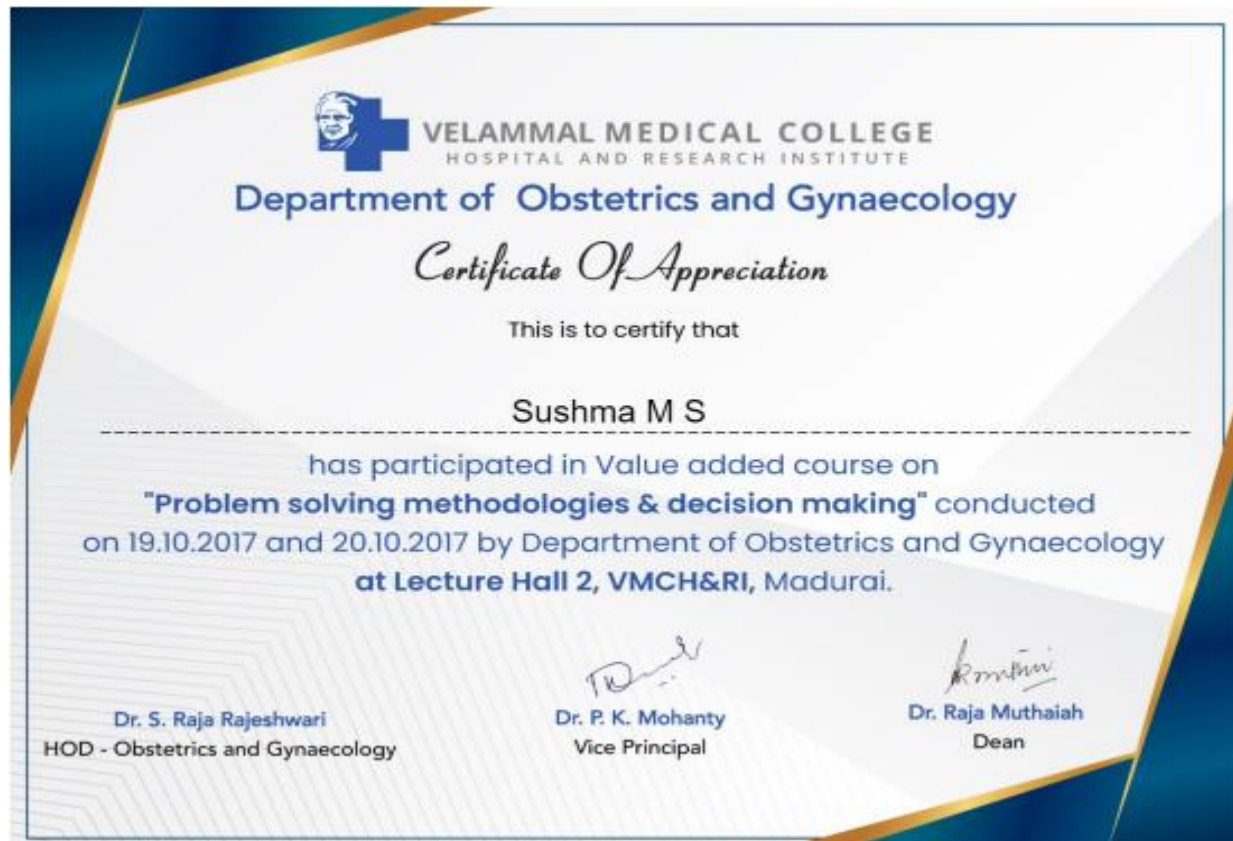 VELAMMAL MEDICAL COLLEGE
HOSPITAL AND RESEARCH INSTITUTE
Department of Obstetrics and Gynaecology
Certificate Of Appreciation
This is to certify that
Sushma M S
has participated in Value added course on
"Problem solving methodologies & decision making" conducted
on 19.10.2017 and 20.10.2017 by Department of Obstetrics and Gynaecology
at Lecture Hall 2, VMCH&RI, Madurai.
Dr. S. Raja Rajeshwari
HOD - Obstetrics and Gynaecology
Dr. P. K. Mohanty
Vice Principal
Dr. Raja Muthaiah
Dean